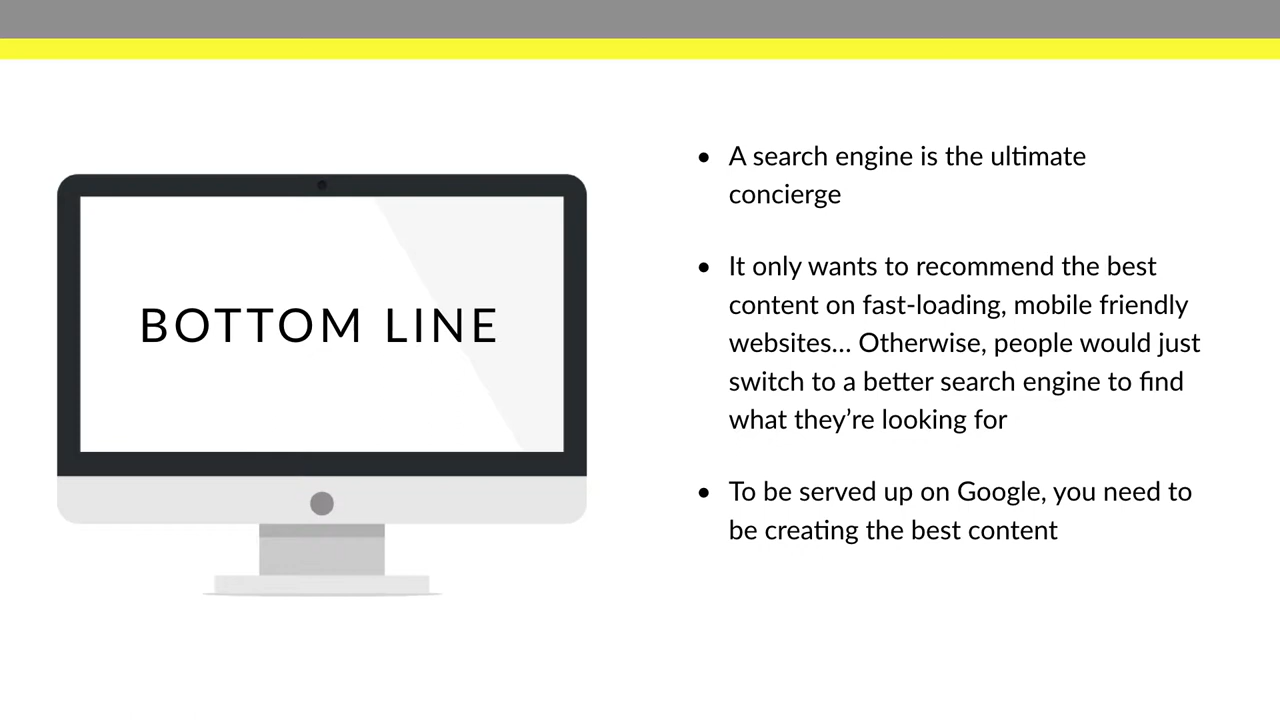 BOTTOM LINE
• A search engine is the ultimate
concierge
• It only wants to recommend the best
content on fast-loading, mobile friendly
websites... Otherwise, people would just
switch to a better search engine to find
what they’re looking for
• To be served up on Google, you need to
be creating the best content